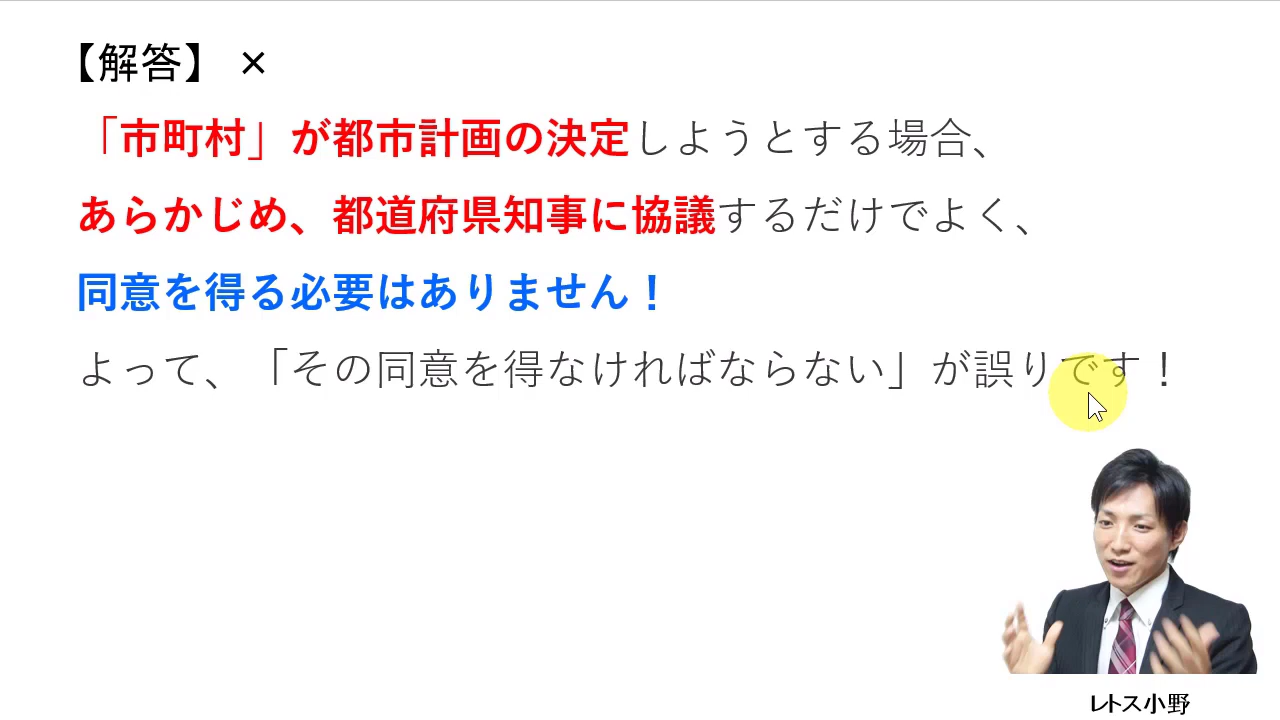 【解答】 ×
「市町村」が都市計画の決定しようとする場合、
あらかじめ、都道府県知事に協議するだけでよく、
同意を得る必要はありません！
よって、「その同意を得なければならない」が誤りです！
レトス小野